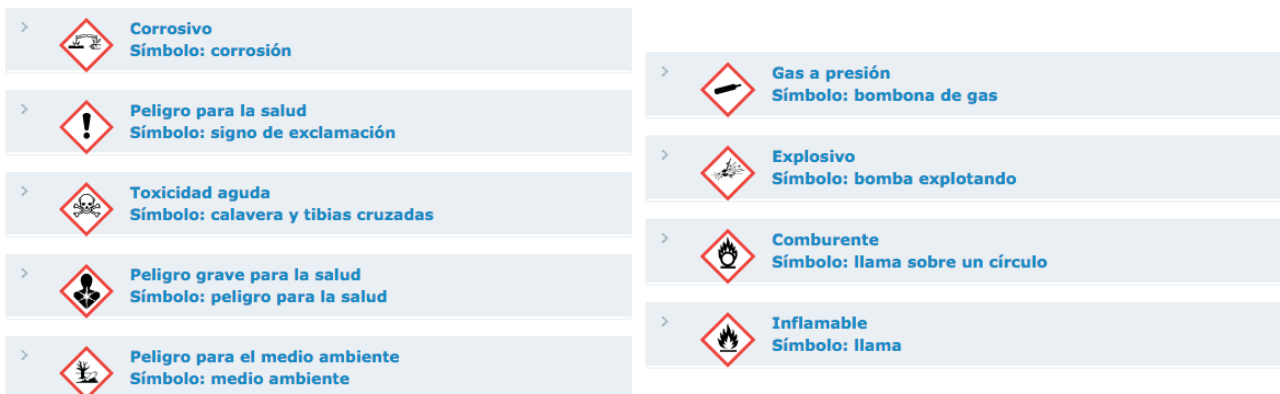 Corrosivo
Símbolo: corrosión
Peligro para la salud
Símbolo: signo de exclamación
Toxicidad aguda
Símbolo: calavera y tibias cruzadas
Peligro grave para la salud
Símbolo: peligro para la salud
Peligro para el medio ambiente
Símbolo: medio ambiente
Gas a presión
Símbolo: bombona de gas
Explosivo
Símbolo: bomba explotando
Comburente
Símbolo: llama sobre un círculo
Inflamable
Símbolo: llama